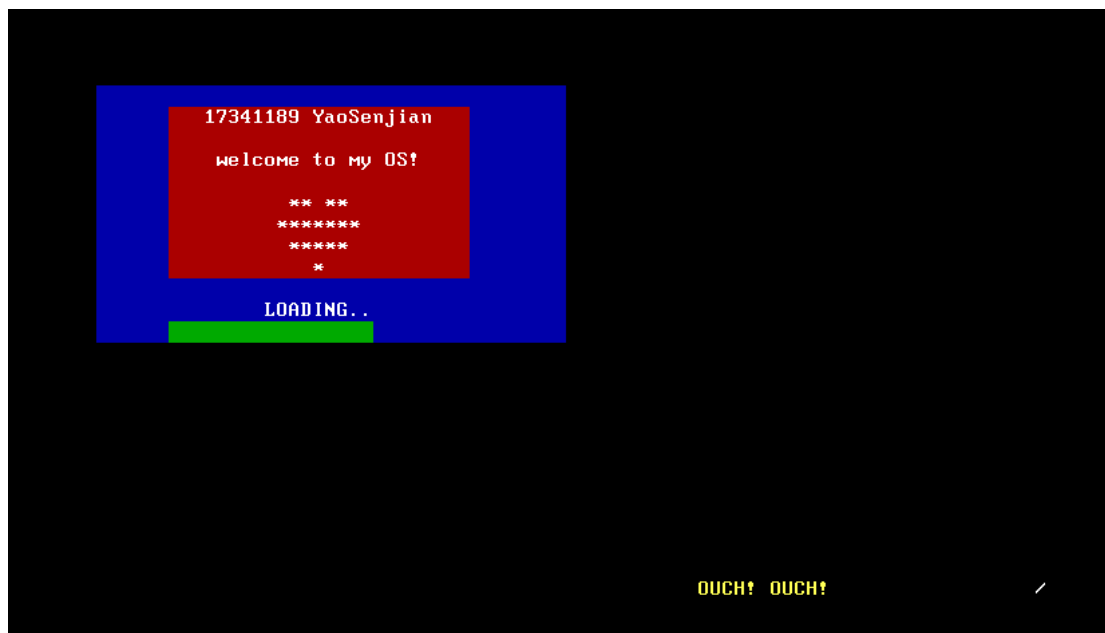 17341189 YaoSenjian
welcome to my OS!
** **
*******
*****
*
LOADING..
OUCH! OUCH!
/